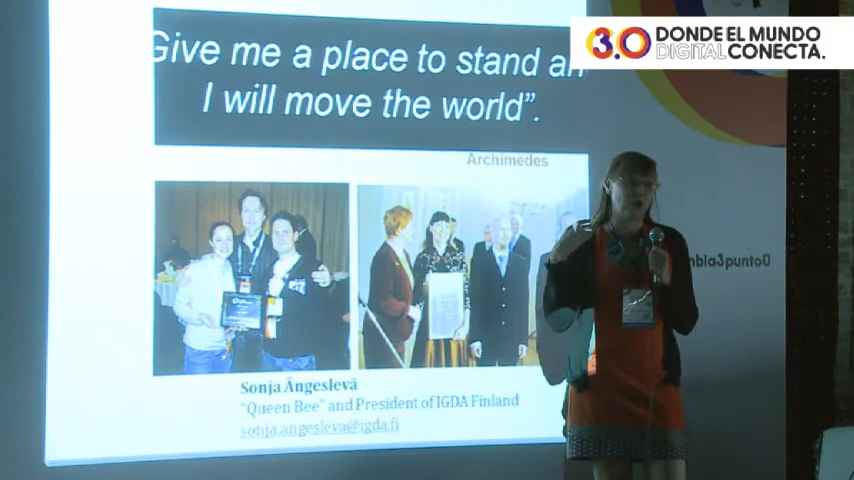 3.0 DONDE EL MUNDO
DIGITAL CONECTA.
Give me a place to stand an
I will move the world”.
Archimedes
mbia3punto0
Sonja Ängeslevä
“Queen Bee” and President of IGDA Finland
sonja.angesleva@igda.fi